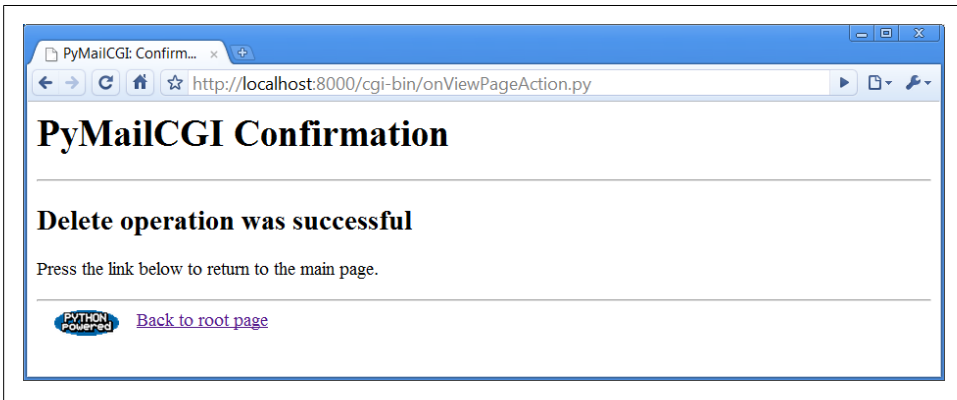 PyMailCGI: Confirm...
http://localhost:8000/cgi-bin/onViewPageAction.py
PyMailCGI Confirmation
Delete operation was successful
Press the link below to return to the main page.
PYTHON
Powered
Back to root page